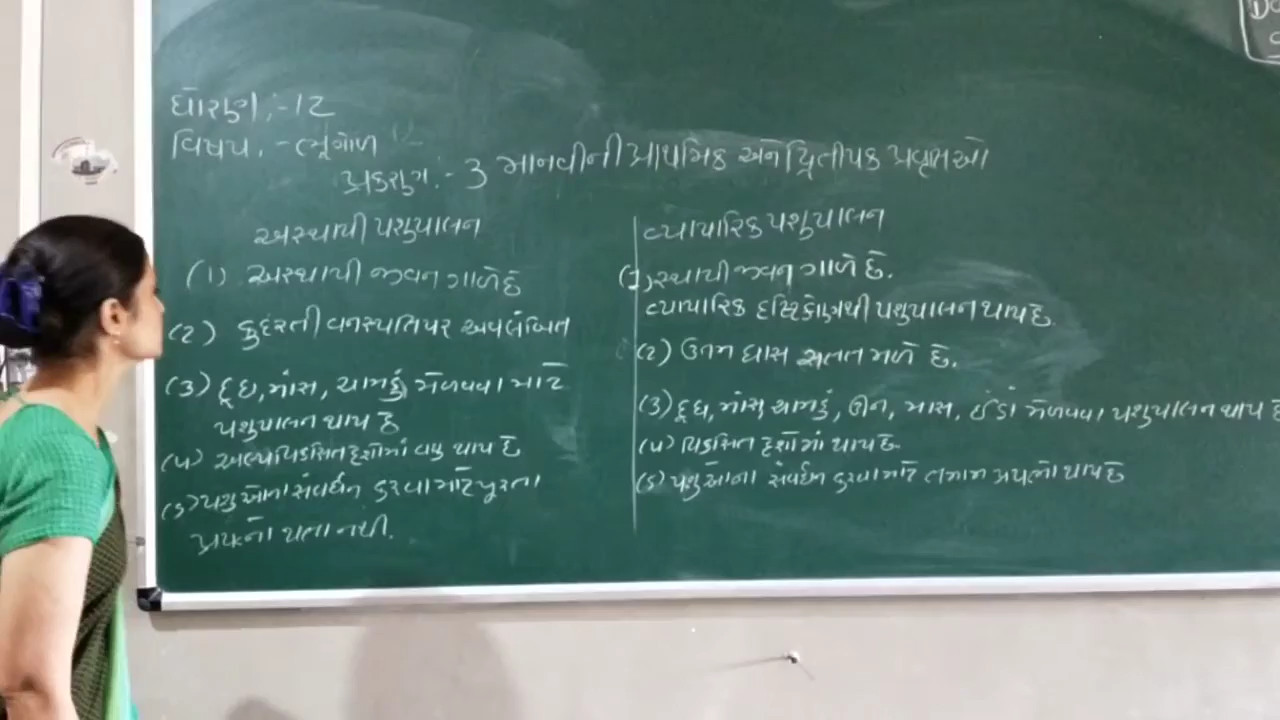 ધોરણ :- 12
વિષય :- ભૂગોળ
પ્રકરણ :- 3 માનવીની પ્રાથમિક અને દ્વિતીયક પ્રવૃત્તિઓ
અસ્થાયી પશુપાલન
(1) અસ્થાયી જીવન ગાળે છે
(2) કુદરતી વનસ્પતિપર અવલંબિત
(3) દૂધ, માંસ, ચામડું મેળવવા માટે
પશુપાલન થાય છે
(4) અલ્પવિકસિત દેશોમાં વધુ થાય છે
(5) પશુઓના સંવર્ધન કરવા માટે પૂરતા
પ્રયત્નો થતા નથી.
વ્યાપારિક પશુપાલન
(1) સ્થાયી જીવન ગાળે છે.
વ્યાપારિક દૃષ્ટિકોણથી પશુપાલન થાય છે.
(2) ઉત્તમ ઘાસ સતત મળે છે.
(3) દૂધ, માંસ, ચામડું, ઊન, માસ, ઈંડાં મેળવવા પશુપાલન થાય છે
(4) વિકસિત દેશોમાં થાય છે.
(5) પશુઓના સંવર્ધન કરવા માટે તમામ પ્રયત્નો થાય છે